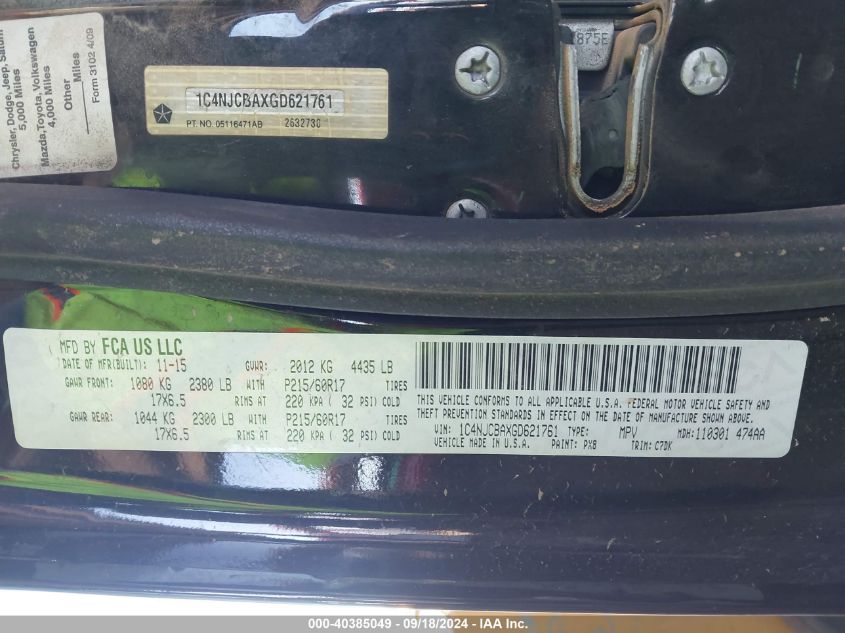 Chrysler, Dodge, Jeep, Saturn
5,000 Miles
Mazda, Toyota, Volkswagen
4,000 Miles
Other
Miles
Form 3102 4/09
1C4NJCBAXGD621761
PT. NO. 05116471AB 2632730
875E
MFD BY FCA US LLC
DATE OF MFR(BUILT): 11-15 GVWR: 2012 KG 4435 LB
GAWR FRONT: 1080 KG 2380 LB WITH P215/60R17 TIRES
17X6.5 RIMS AT 220 KPA ( 32 PSI) COLD
GAWR REAR: 1044 KG 2300 LB WITH P215/60R17 TIRES
17X6.5 RIMS AT 220 KPA ( 32 PSI) COLD
THIS VEHICLE CONFORMS TO ALL APPLICABLE U.S.A. FEDERAL MOTOR VEHICLE SAFETY AND
THEFT PREVENTION STANDARDS IN EFFECT ON THE DATE OF MANUFACTURE SHOWN ABOVE.
VIN: 1C4NJCBAXGD621761 TYPE: MPV MDH: 110301 474AA
VEHICLE MADE IN U.S.A. PAINT: PX8 TRIM: C7DK
000-40385049 - 09/18/2024 - IAA Inc.